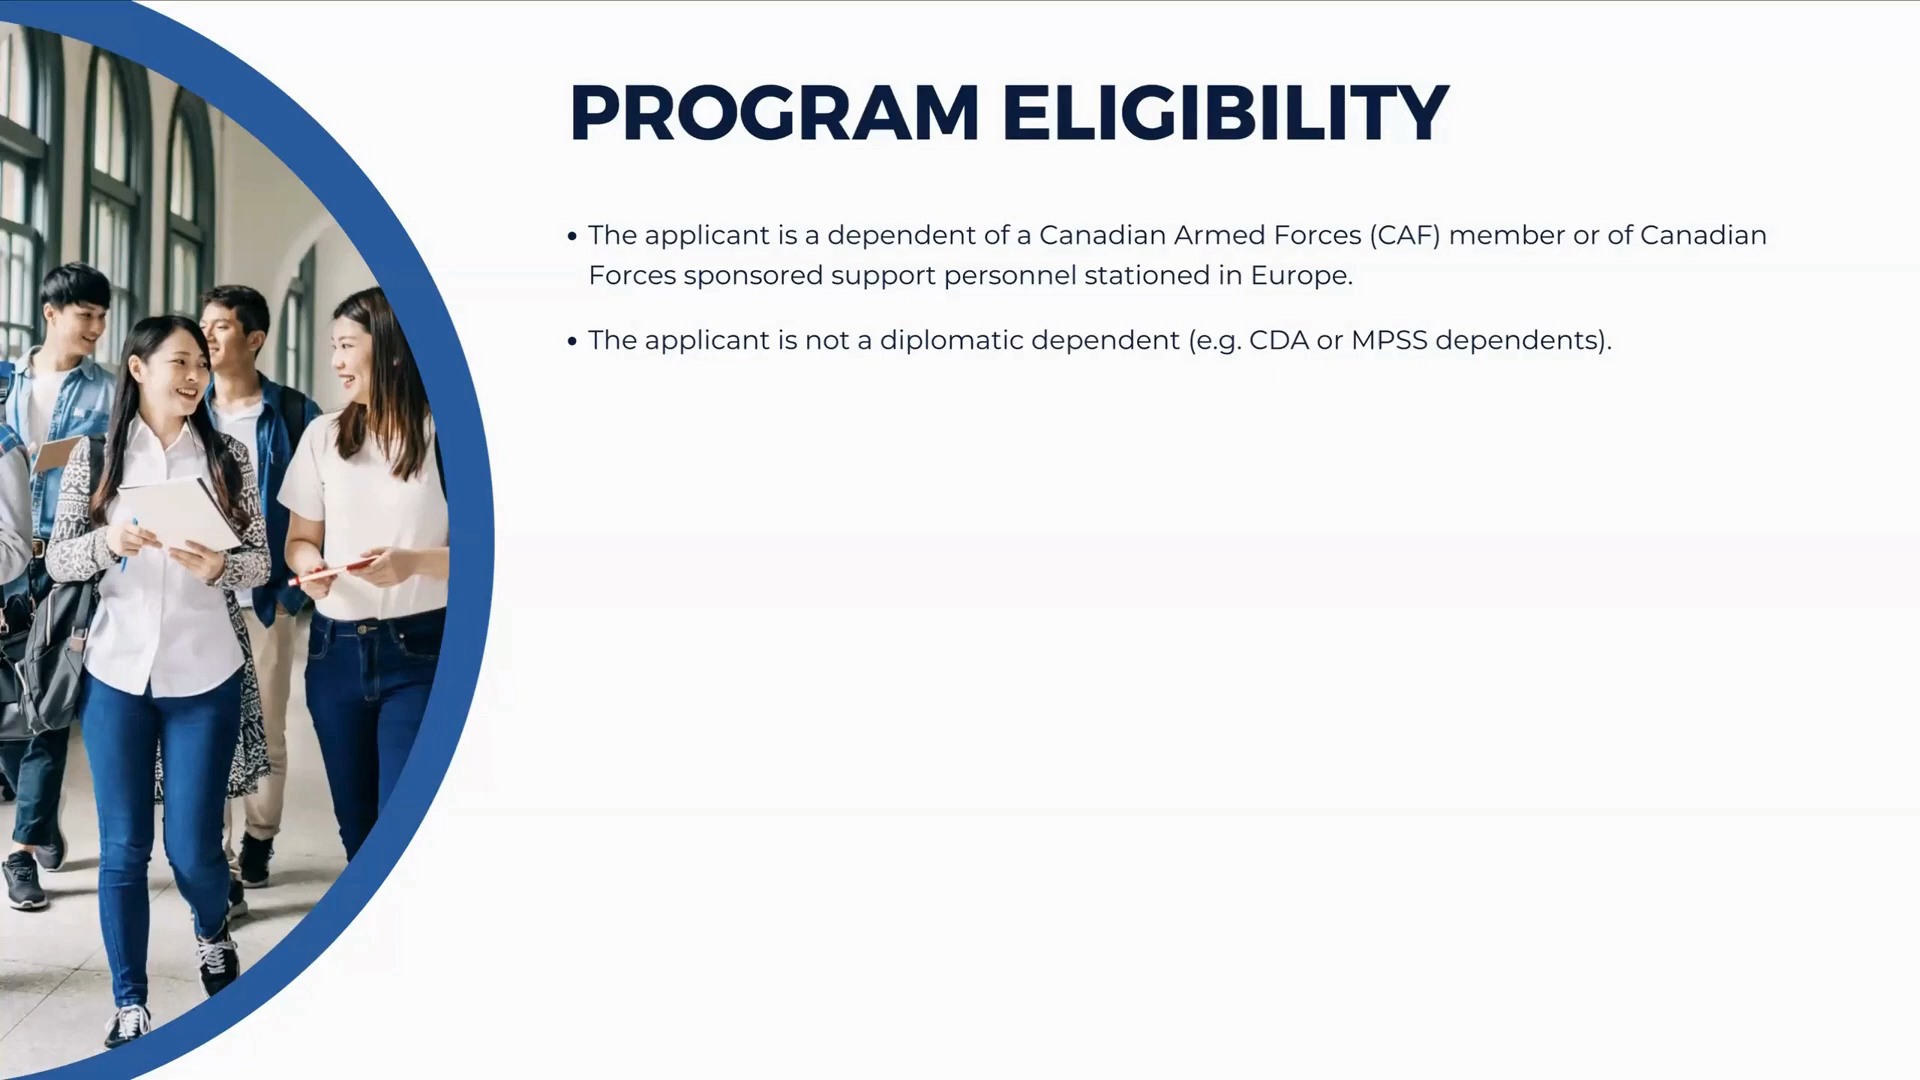 PROGRAM ELIGIBILITY
• The applicant is a dependent of a Canadian Armed Forces (CAF) member or of Canadian
Forces sponsored support personnel stationed in Europe.
• The applicant is not a diplomatic dependent (e.g. CDA or MPSS dependents).